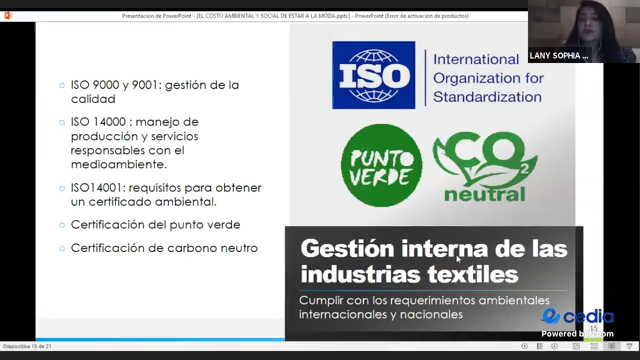 Presentación de PowerPoint - [EL COSTO AMBIENTAL Y SOCIAL DE ESTAR A LA MODA.pptx] - PowerPoint (Error de activación de productos)
LANY SOPHIA ...
ISO 9000 y 9001: gestión de la
calidad
ISO 14000 : manejo de
producción y servicios
responsables con el
medioambiente.
ISO14001: requisitos para obtener
un certificado ambiental.
Certificación del punto verde
Certificación de carbono neutro
ISO
International
Organization for
Standardization
PUNTO
VERDE
CO2
neutral
Gestión interna de las
industrias textiles
Cumplir con los requerimientos ambientales
internacionales y nacionales
cedia
15
Powered by zoom
Diapositiva 15 de 21